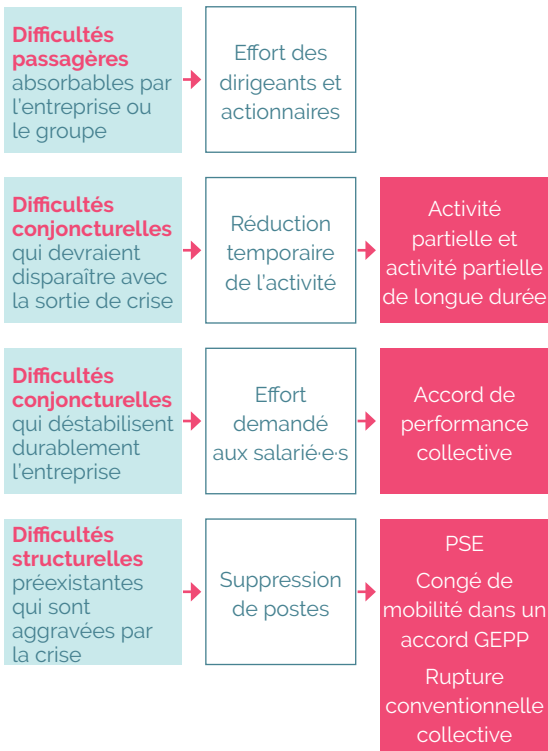 Difficultés
passagères
absorbables par
l'entreprise ou
le groupe
Effort des
dirigeants et
actionnaires
Difficultés
conjoncturelles
qui devraient
disparaître avec
la sortie de crise
Réduction
temporaire
de l'activité
Activité
partielle et
activité partielle
de longue durée
Difficultés
conjoncturelles
qui déstabilisent
durablement
l'entreprise
Effort
demandé
aux salarié·e·s
Accord de
performance
collective
Difficultés
structurelles
préexistantes
qui sont
aggravées par
la crise
Suppression
de postes
PSE
Congé de
mobilité dans un
accord GEPP
Rupture
conventionnelle
collective